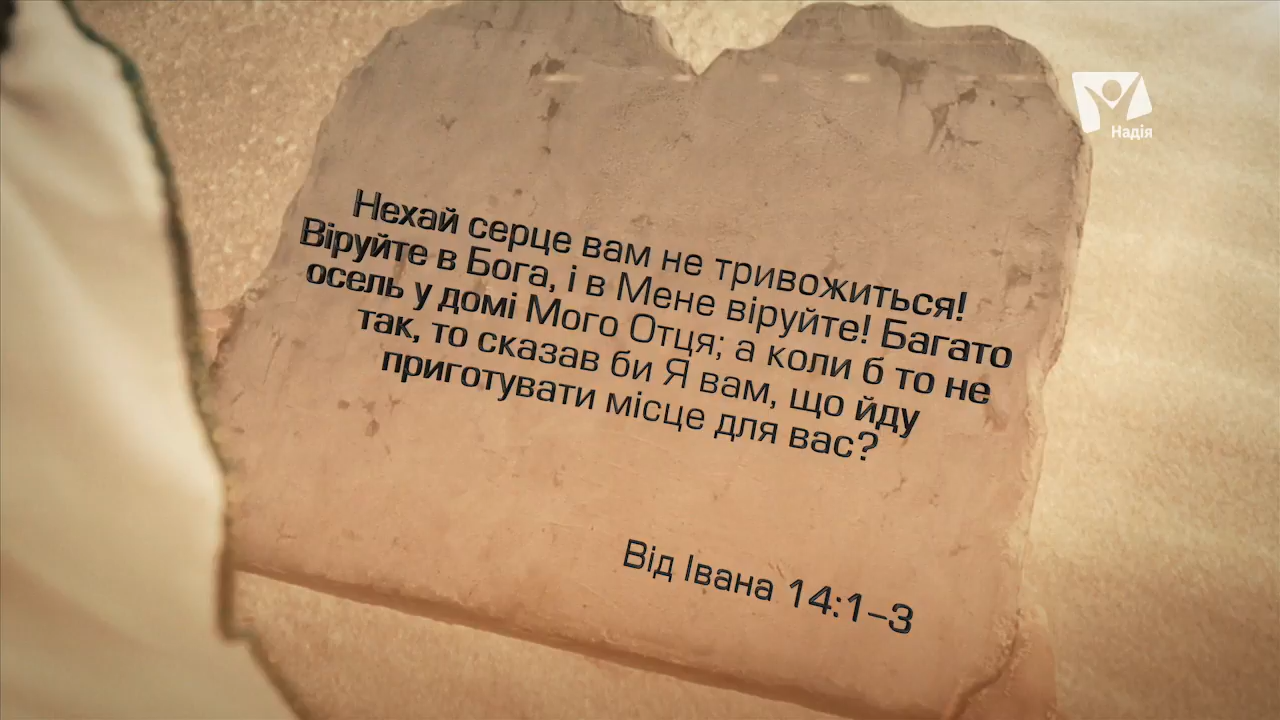 Надія
Нехай серце вам не тривожиться!
Віруйте в Бога, і в Мене віруйте! Багато
осель у домі Мого Отця; а коли б то не
так, то сказав би Я вам, що йду
приготувати місце для вас?
Від Івана 14:1–3